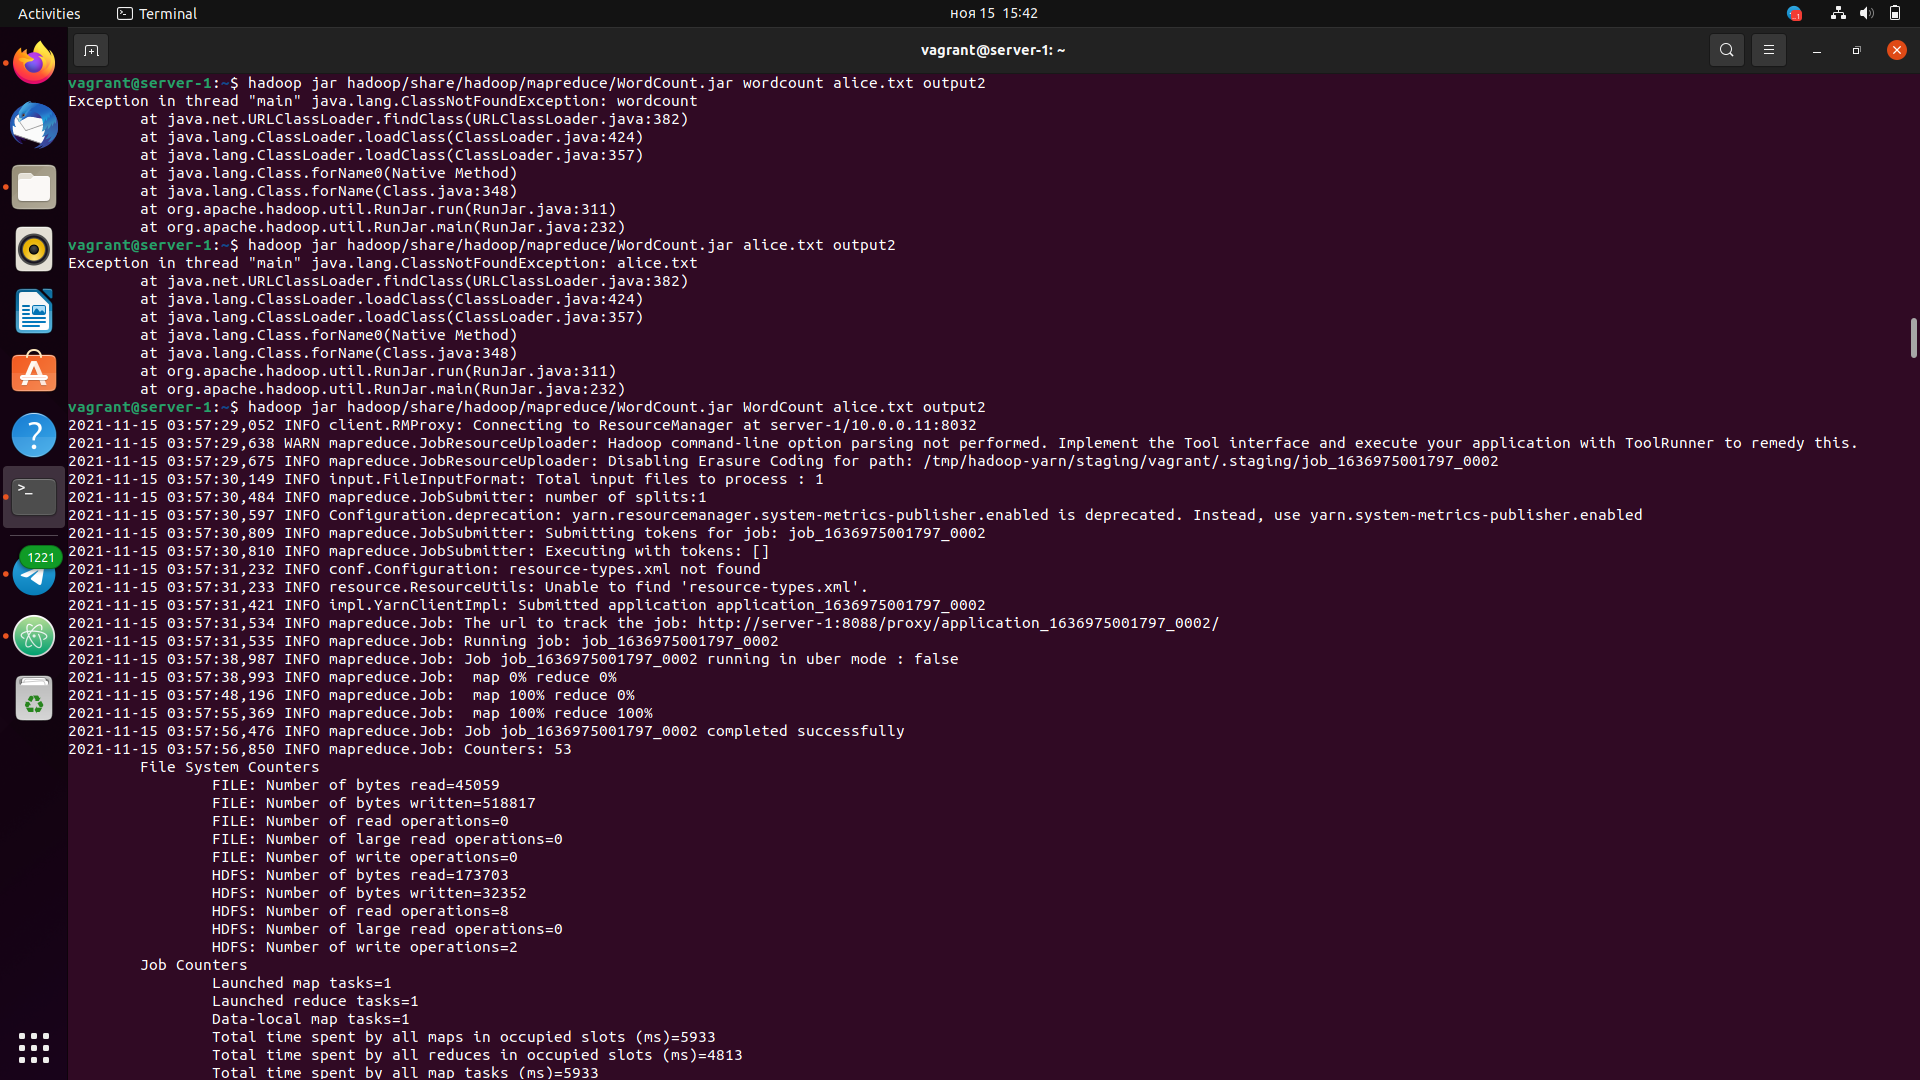 Activities
Terminal
ноя 15 15:42
1
vagrant@server-1: ~
vagrant@server-1:~$ hadoop jar hadoop/share/hadoop/mapreduce/WordCount.jar wordcount alice.txt output2
Exception in thread "main" java.lang.ClassNotFoundException: wordcount
at java.net.URLClassLoader.findClass(URLClassLoader.java:382)
at java.lang.ClassLoader.loadClass(ClassLoader.java:424)
at java.lang.ClassLoader.loadClass(ClassLoader.java:357)
at java.lang.Class.forName0(Native Method)
at java.lang.Class.forName(Class.java:348)
at org.apache.hadoop.util.RunJar.run(RunJar.java:311)
at org.apache.hadoop.util.RunJar.main(RunJar.java:232)
vagrant@server-1:~$ hadoop jar hadoop/share/hadoop/mapreduce/WordCount.jar alice.txt output2
Exception in thread "main" java.lang.ClassNotFoundException: alice.txt
at java.net.URLClassLoader.findClass(URLClassLoader.java:382)
at java.lang.ClassLoader.loadClass(ClassLoader.java:424)
at java.lang.ClassLoader.loadClass(ClassLoader.java:357)
at java.lang.Class.forName0(Native Method)
at java.lang.Class.forName(Class.java:348)
at org.apache.hadoop.util.RunJar.run(RunJar.java:311)
at org.apache.hadoop.util.RunJar.main(RunJar.java:232)
vagrant@server-1:~$ hadoop jar hadoop/share/hadoop/mapreduce/WordCount.jar WordCount alice.txt output2
2021-11-15 03:57:29,052 INFO client.RMProxy: Connecting to ResourceManager at server-1/10.0.0.11:8032
2021-11-15 03:57:29,638 WARN mapreduce.JobResourceUploader: Hadoop command-line option parsing not performed. Implement the Tool interface and execute your application with ToolRunner to remedy this.
2021-11-15 03:57:29,675 INFO mapreduce.JobResourceUploader: Disabling Erasure Coding for path: /tmp/hadoop-yarn/staging/vagrant/.staging/job_1636975001797_0002
2021-11-15 03:57:30,149 INFO input.FileInputFormat: Total input files to process : 1
2021-11-15 03:57:30,484 INFO mapreduce.JobSubmitter: number of splits:1
2021-11-15 03:57:30,597 INFO Configuration.deprecation: yarn.resourcemanager.system-metrics-publisher.enabled is deprecated. Instead, use yarn.system-metrics-publisher.enabled
2021-11-15 03:57:30,809 INFO mapreduce.JobSubmitter: Submitting tokens for job: job_1636975001797_0002
2021-11-15 03:57:30,810 INFO mapreduce.JobSubmitter: Executing with tokens: []
2021-11-15 03:57:31,232 INFO conf.Configuration: resource-types.xml not found
2021-11-15 03:57:31,233 INFO resource.ResourceUtils: Unable to find 'resource-types.xml'.
2021-11-15 03:57:31,421 INFO impl.YarnClientImpl: Submitted application application_1636975001797_0002
2021-11-15 03:57:31,534 INFO mapreduce.Job: The url to track the job: http://server-1:8088/proxy/application_1636975001797_0002/
2021-11-15 03:57:31,535 INFO mapreduce.Job: Running job: job_1636975001797_0002
2021-11-15 03:57:38,987 INFO mapreduce.Job: Job job_1636975001797_0002 running in uber mode : false
2021-11-15 03:57:38,993 INFO mapreduce.Job:  map 0% reduce 0%
2021-11-15 03:57:48,196 INFO mapreduce.Job:  map 100% reduce 0%
2021-11-15 03:57:55,369 INFO mapreduce.Job:  map 100% reduce 100%
2021-11-15 03:57:56,476 INFO mapreduce.Job: Job job_1636975001797_0002 completed successfully
2021-11-15 03:57:56,850 INFO mapreduce.Job: Counters: 53
File System Counters
FILE: Number of bytes read=45059
FILE: Number of bytes written=518817
FILE: Number of read operations=0
FILE: Number of large read operations=0
FILE: Number of write operations=0
HDFS: Number of bytes read=173703
HDFS: Number of bytes written=32352
HDFS: Number of read operations=8
HDFS: Number of large read operations=0
HDFS: Number of write operations=2
Job Counters
Launched map tasks=1
Launched reduce tasks=1
Data-local map tasks=1
Total time spent by all maps in occupied slots (ms)=5933
Total time spent by all reduces in occupied slots (ms)=4813
Total time spent by all map tasks (ms)=5933
1221